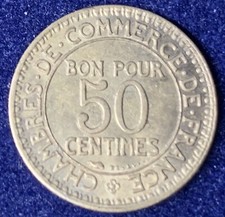 CHAMBRES·DE·COMMERCE·DE·FRANCE
BON POUR
50
CENTIMES